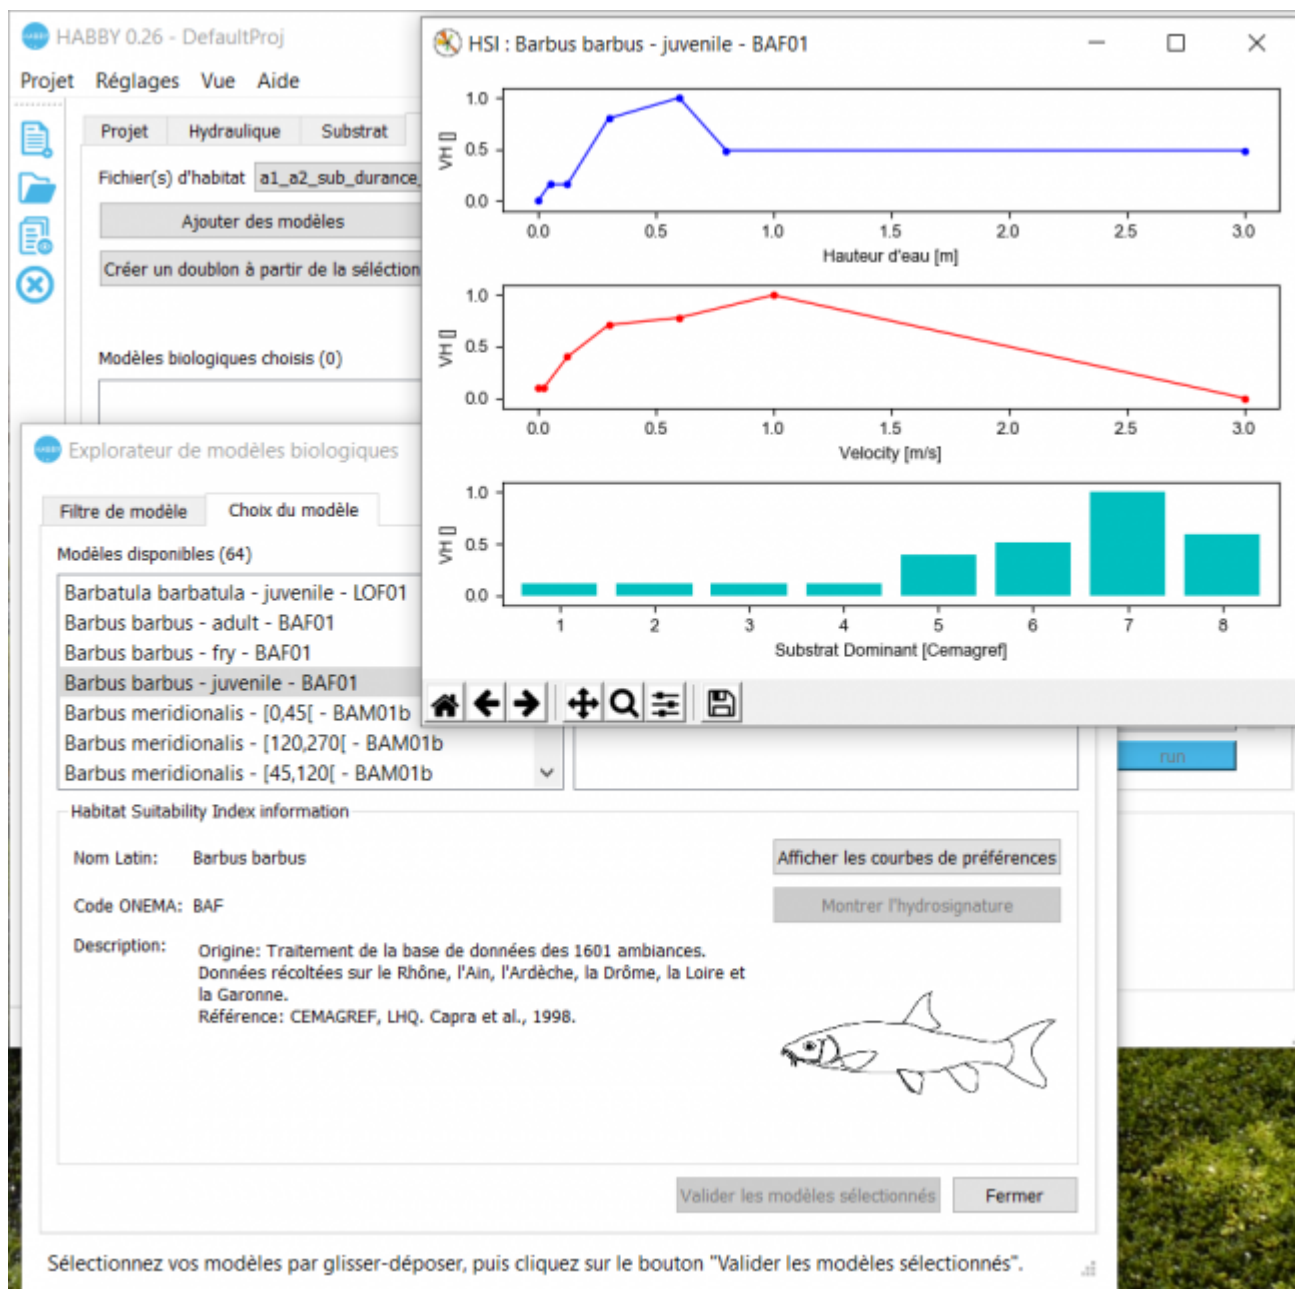 HABBY 0.26 - DefaultProj
Projet Réglages Vue Aide
Projet Hydraulique Substrat
Fichier(s) d'habitat a1_a2_sub_durance_
Ajouter des modèles
Créer un doublon à partir de la séléction
Modèles biologiques choisis (0)
HSI : Barbus barbus - juvenile - BAF01
1.0
0.5
0.0
VH []
0.0 0.5 1.0 1.5 2.0 2.5 3.0
Hauteur d'eau [m]
1.0
0.5
0.0
VH []
0.0 0.5 1.0 1.5 2.0 2.5 3.0
Velocity [m/s]
1.0
0.5
0.0
VH []
1 2 3 4 5 6 7 8
Substrat Dominant [Cemagref]
run
Explorateur de modèles biologiques
Filtre de modèle Choix du modèle
Modèles disponibles (64)
Barbatula barbatula - juvenile - LOF01
Barbus barbus - adult - BAF01
Barbus barbus - fry - BAF01
Barbus barbus - juvenile - BAF01
Barbus meridionalis - [0,45[ - BAM01b
Barbus meridionalis - [120,270[ - BAM01b
Barbus meridionalis - [45,120[ - BAM01b
Habitat Suitability Index information
Nom Latin: Barbus barbus
Afficher les courbes de préférences
Code ONEMA: BAF
Montrer l'hydrosignature
Description: Origine: Traitement de la base de données des 1601 ambiances.
Données récoltées sur le Rhône, l'Ain, l'Ardèche, la Drôme, la Loire et
la Garonne.
Référence: CEMAGREF, LHQ. Capra et al., 1998.
Valider les modèles sélectionnés Fermer
Sélectionnez vos modèles par glisser-déposer, puis cliquez sur le bouton "Valider les modèles sélectionnés".